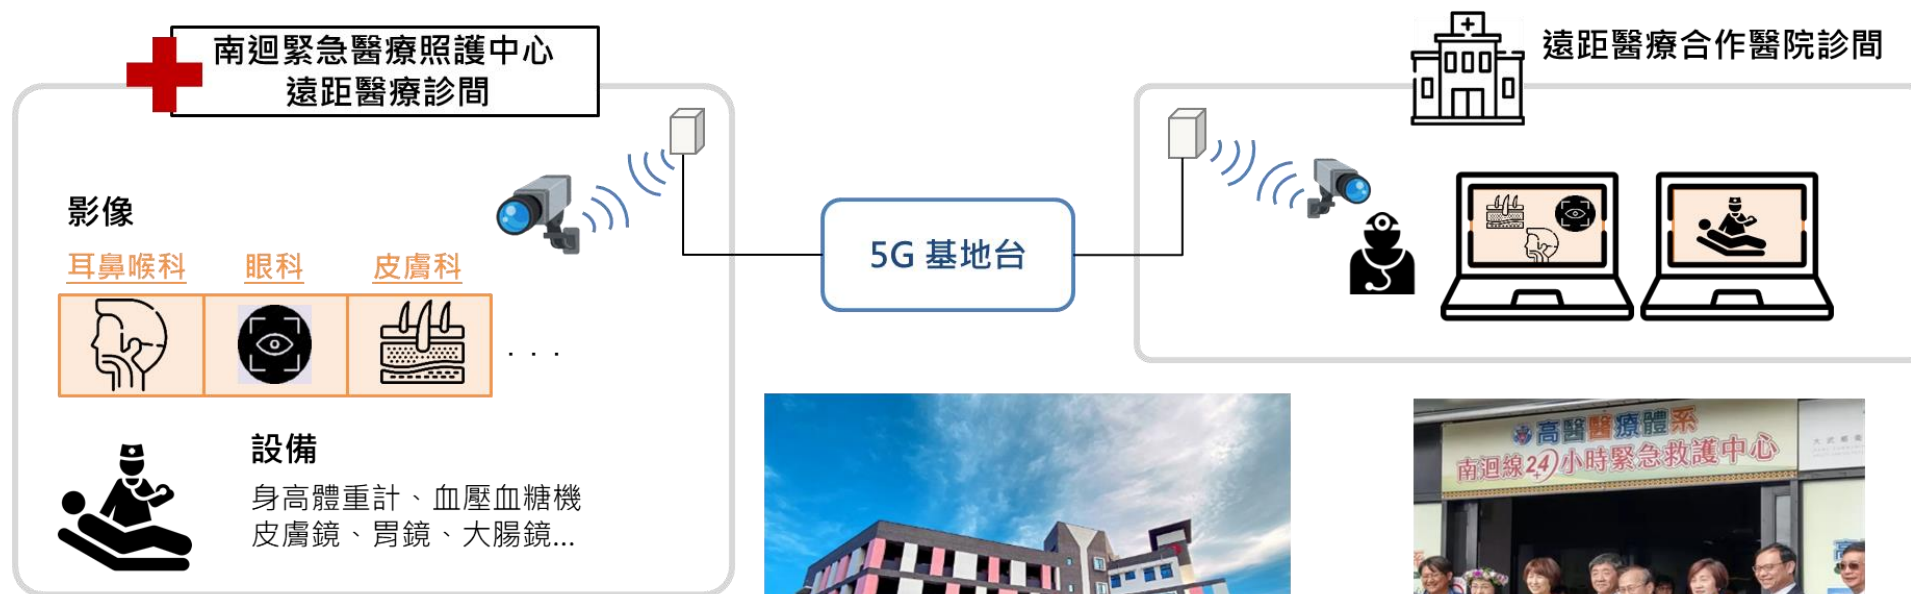 南迴緊急醫療照護中心
遠距醫療診間
遠距醫療合作醫院診間
影像
耳鼻喉科
眼科
皮膚科
. . .
5G 基地台
設備
身高體重計、血壓血糖機
皮膚鏡、胃鏡、大腸鏡...
高醫醫療體系
南迴線24小時緊急救護中心